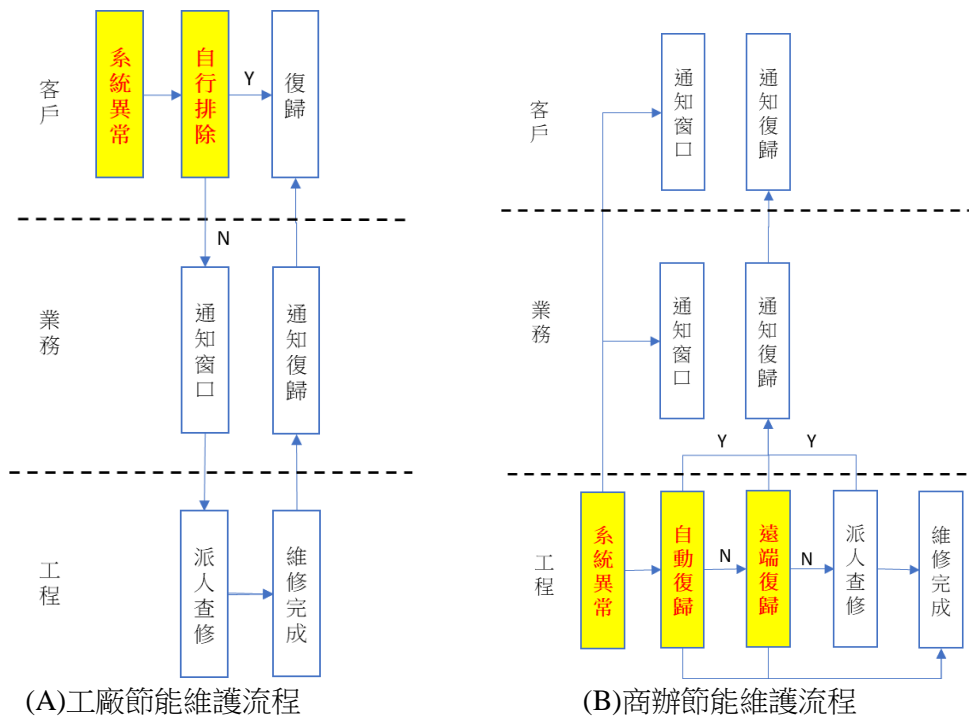 客戶
系統異常
自行排除
Y
復歸
N
業務
通知窗口
通知復歸
工程
派人查修
維修完成
(A)工廠節能維護流程
客戶
通知窗口
通知復歸
業務
通知窗口
通知復歸
Y
Y
工程
系統異常
自動復歸
N
遠端復歸
N
派人查修
維修完成
(B)商辦節能維護流程